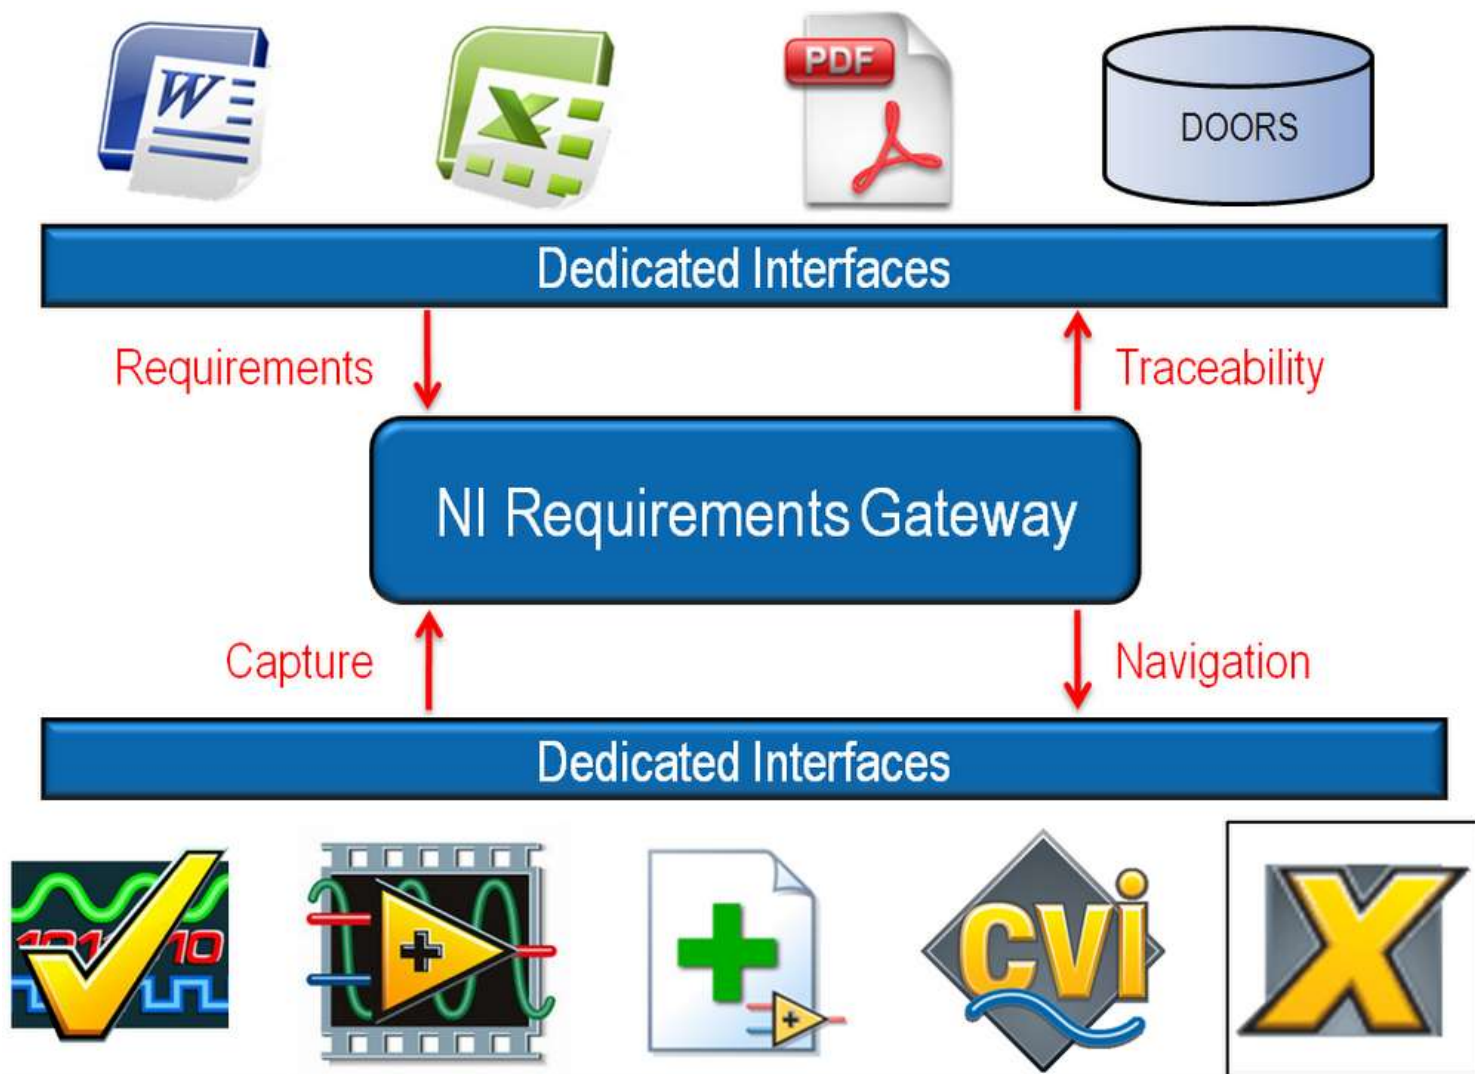 W
X
PDF
DOORS
Dedicated Interfaces
Requirements
Traceability
NI Requirements Gateway
Capture
Navigation
Dedicated Interfaces
CVI
X